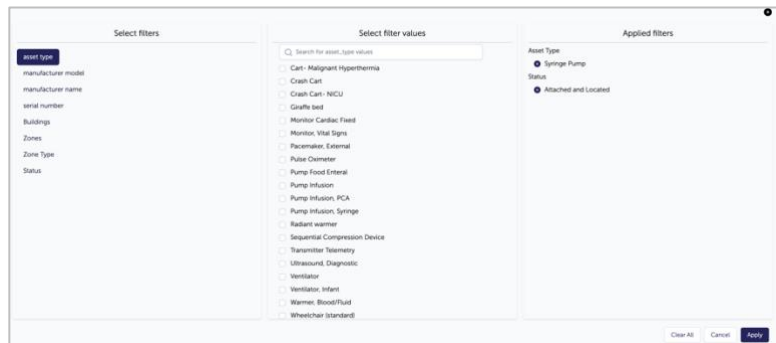 Select filters
asset type
manufacturer model
manufacturer name
serial number
Buildings
Zones
Zone Type
Status
Select filter values
Search for asset_type values
Cart- Malignant Hyperthermia
Crash Cart
Crash Cart- NICU
Giraffe bed
Monitor Cardiac Fixed
Monitor, Vital Signs
Pacemaker, External
Pulse Oximeter
Pump Food Enteral
Pump Infusion
Pump Infusion, PCA
Pump Infusion, Syringe
Radiant warmer
Sequential Compression Device
Transmitter Telemetry
Ultrasound, Diagnostic
Ventilator
Ventilator, Infant
Warmer, Blood/Fluid
Wheelchair (standard)
Applied filters
Asset Type
Syringe Pump
Status
Attached and Located
Clear All
Cancel
Apply